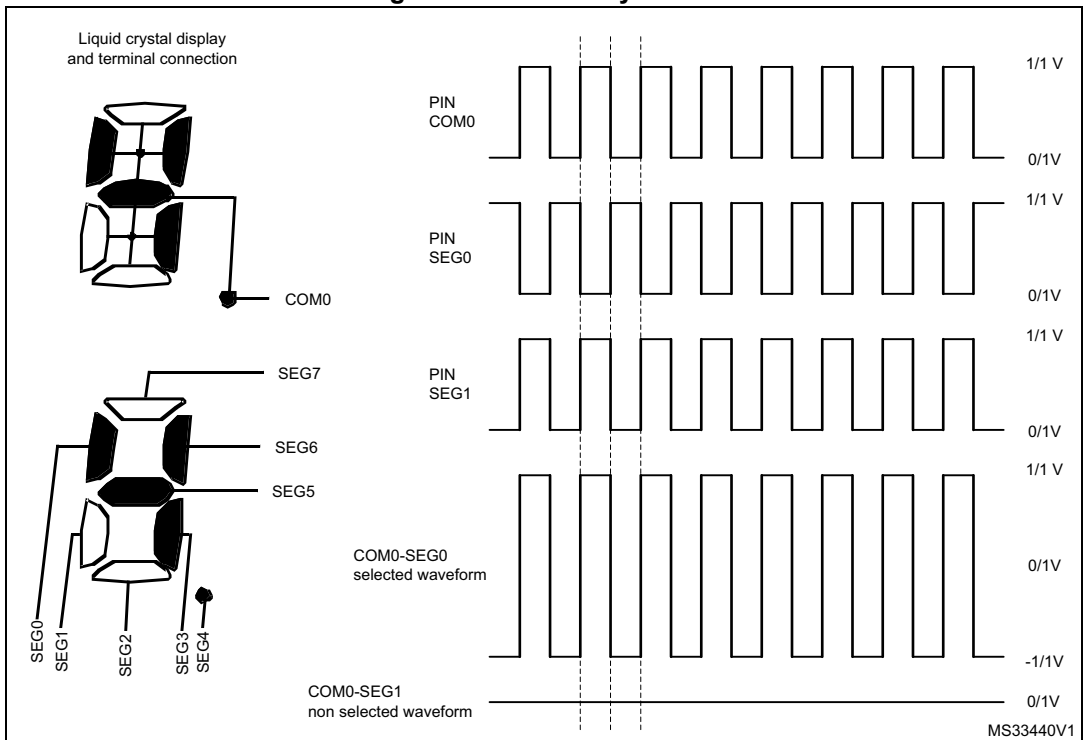 Liquid crystal display
and terminal connection
COM0
SEG7
SEG6
SEG5
SEG0
SEG1
SEG2
SEG3
SEG4
PIN
COM0
1/1 V
0/1V
PIN
SEG0
1/1 V
0/1V
PIN
SEG1
1/1 V
0/1V
COM0-SEG0
selected waveform
1/1 V
0/1V
-1/1V
COM0-SEG1
non selected waveform
0/1V
MS33440V1